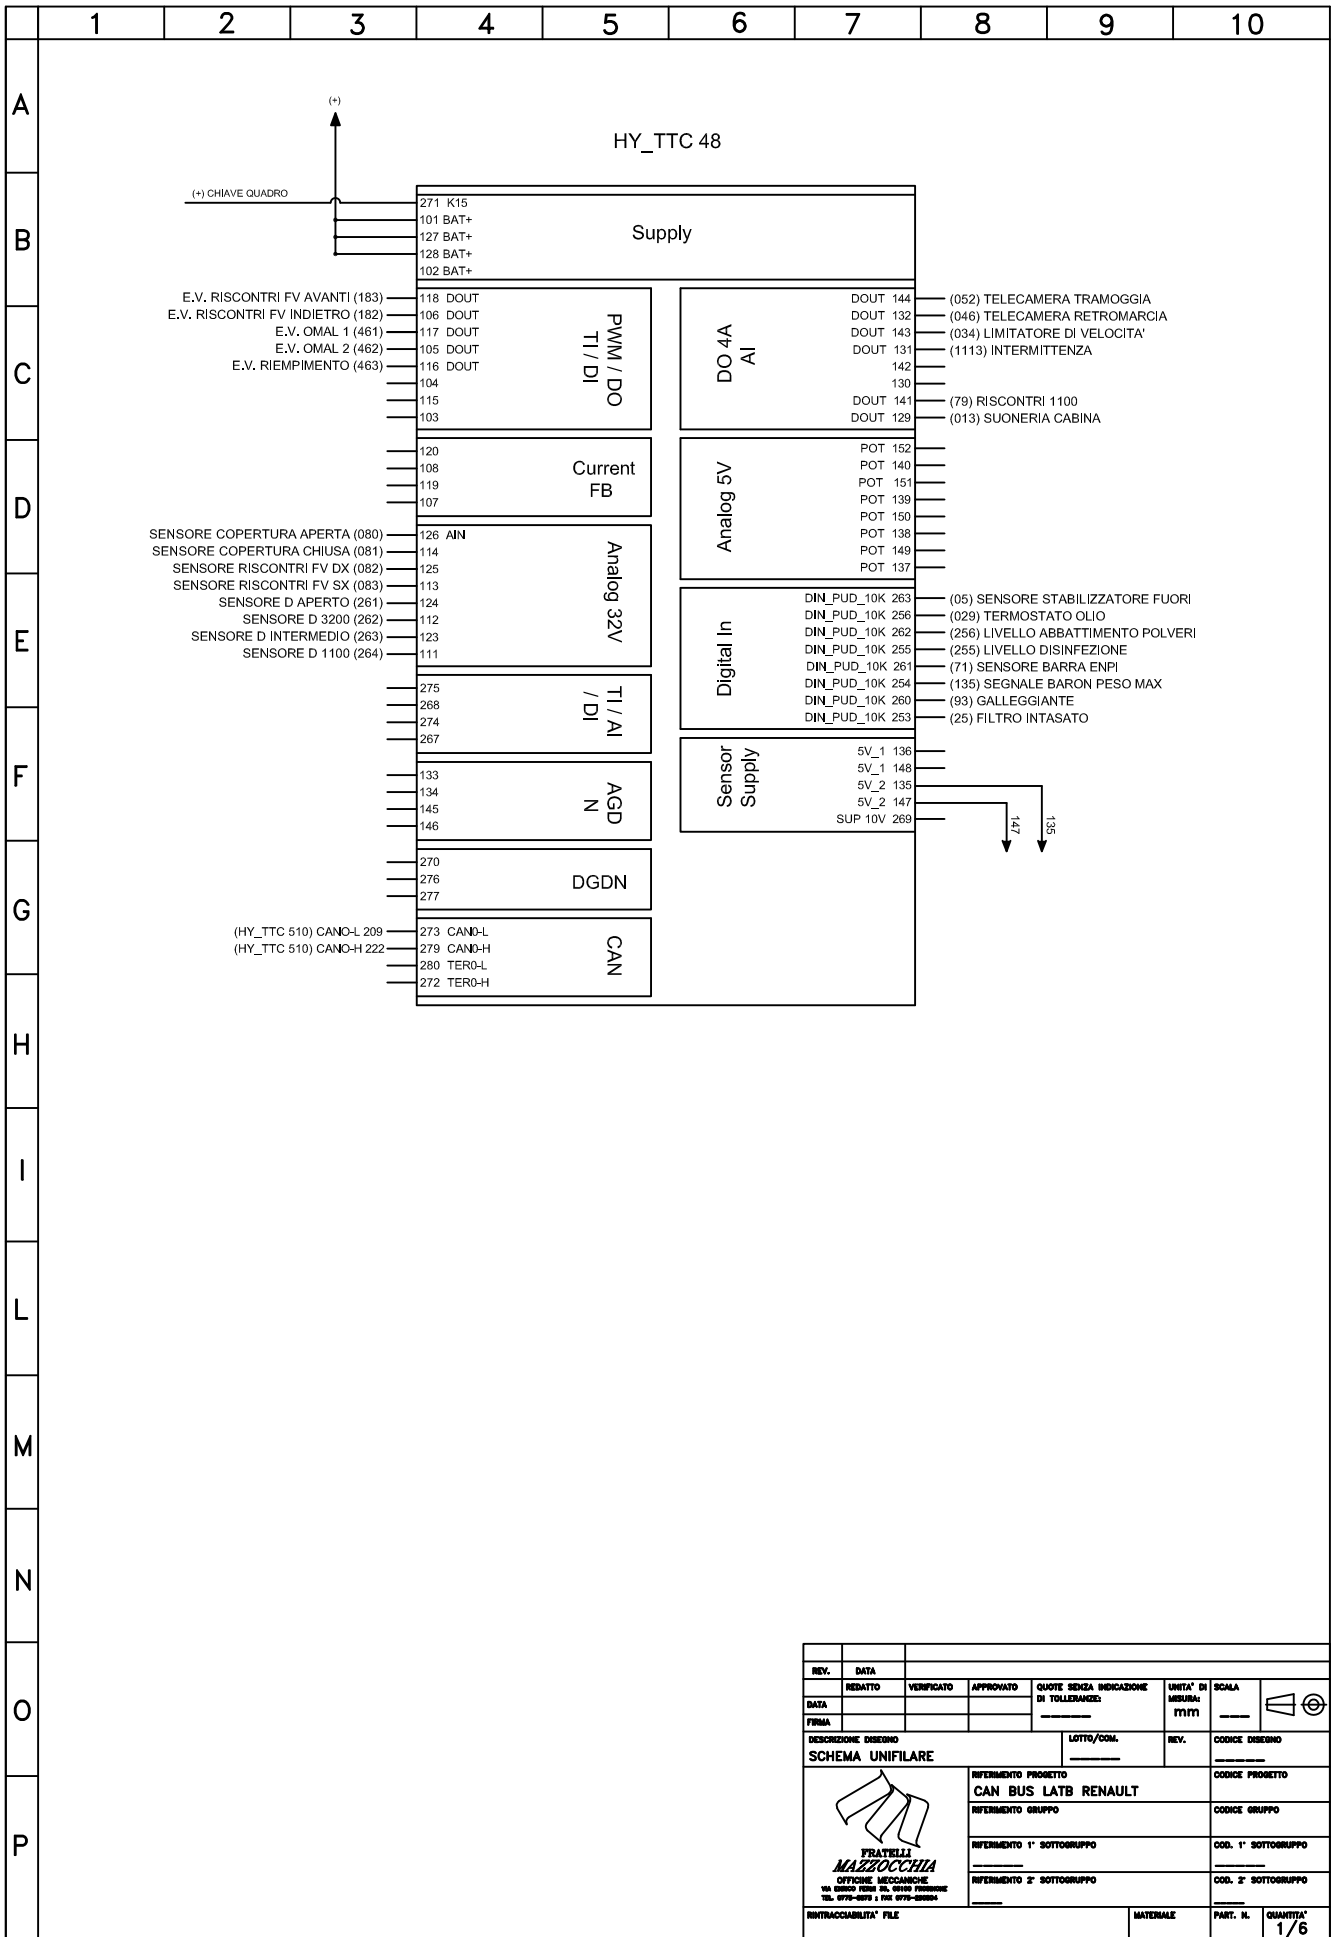 1 2 3 4 5 6 7 8 9 10
A
B
C
D
E
F
G
H
I
L
M
N
O
P
(+)
HY_TTC 48
(+) CHIAVE QUADRO
271 K15
101 BAT+
127 BAT+
128 BAT+
102 BAT+
Supply
E.V. RISCONTRI FV AVANTI (183) 118 DOUT
E.V. RISCONTRI FV INDIETRO (182) 106 DOUT
E.V. OMAL 1 (461) 117 DOUT
E.V. OMAL 2 (462) 105 DOUT
E.V. RIEMPIMENTO (463) 116 DOUT
104
115
103
PWM / DO
TI / DI
DO 4A
AI
DOUT 144 (052) TELECAMERA TRAMOGGIA
DOUT 132 (046) TELECAMERA RETROMARCIA
DOUT 143 (034) LIMITATORE DI VELOCITA'
DOUT 131 (1113) INTERMITTENZA
142
130
DOUT 141 (79) RISCONTRI 1100
DOUT 129 (013) SUONERIA CABINA
120
108
119
107
Current
FB
Analog 5V
POT 152
POT 140
POT 151
POT 139
POT 150
POT 138
POT 149
POT 137
SENSORE COPERTURA APERTA (080) 126 AIN
SENSORE COPERTURA CHIUSA (081) 114
SENSORE RISCONTRI FV DX (082) 125
SENSORE RISCONTRI FV SX (083) 113
SENSORE D APERTO (261) 124
SENSORE D 3200 (262) 112
SENSORE D INTERMEDIO (263) 123
SENSORE D 1100 (264) 111
Analog 32V
Digital In
DIN_PUD_10K 263 (05) SENSORE STABILIZZATORE FUORI
DIN_PUD_10K 256 (029) TERMOSTATO OLIO
DIN_PUD_10K 262 (256) LIVELLO ABBATTIMENTO POLVERI
DIN_PUD_10K 255 (255) LIVELLO DISINFEZIONE
DIN_PUD_10K 261 (71) SENSORE BARRA ENPI
DIN_PUD_10K 254 (135) SEGNALE BARON PESO MAX
DIN_PUD_10K 260 (93) GALLEGGIANTE
DIN_PUD_10K 253 (25) FILTRO INTASATO
275
268
274
267
TI / AI
/ DI
Sensor
Supply
5V_1 136
5V_1 148
5V_2 135
5V_2 147
SUP 10V 269
147
135
133
134
145
146
AGD
N
270
276
277
DGDN
(HY_TTC 510) CANO-L 209 273 CAN0-L
(HY_TTC 510) CANO-H 222 279 CAN0-H
280 TER0-L
272 TER0-H
CAN
REV. DATA
REDATTO VERIFICATO APPROVATO QUOTE SENZA INDICAZIONE DI TOLLERANZE: UNITA' DI MISURA: mm SCALA
DATA
FIRMA
DESCRIZIONE DISEGNO LOTTO/COM. REV. CODICE DISEGNO
SCHEMA UNIFILARE
RIFERIMENTO PROGETTO CODICE PROGETTO
CAN BUS LATB RENAULT
RIFERIMENTO GRUPPO CODICE GRUPPO
RIFERIMENTO 1° SOTTOGRUPPO COD. 1° SOTTOGRUPPO
RIFERIMENTO 2° SOTTOGRUPPO COD. 2° SOTTOGRUPPO
FRATELLI
MAZZOCCHIA
OFFICINE MECCANICHE
RINTRACCIABILITA' FILE MATERIALE PART. N. QUANTITA'
1/6